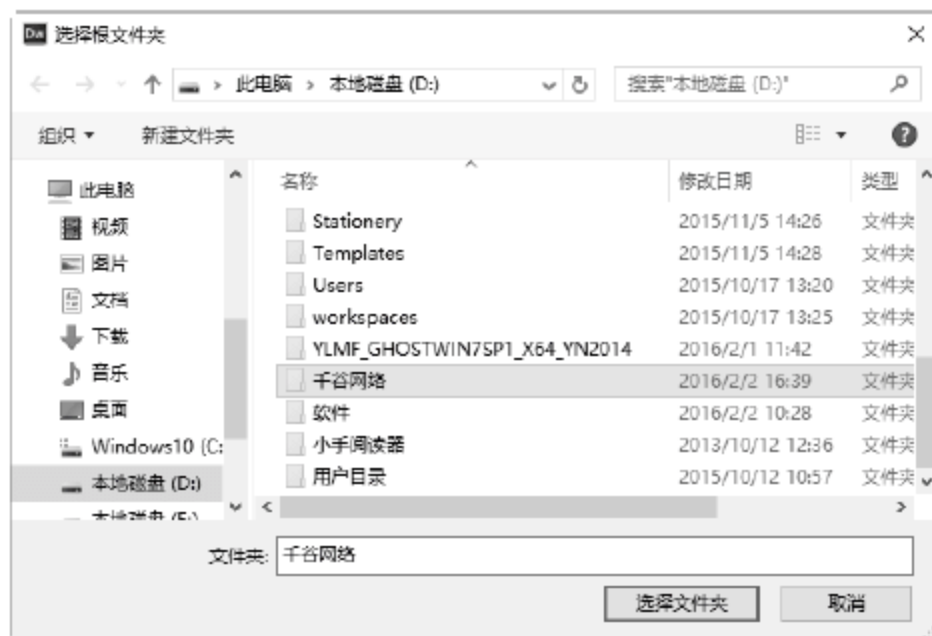 Dw 选择根文件夹
此电脑 > 本地磁盘 (D:) 搜索"本地磁盘 (D:)"
组织 新建文件夹
名称 修改日期 类型
此电脑
视频
图片
文档
下载
音乐
桌面
Windows10 (C:
本地磁盘 (D:)
本地磁盘 (E:)
Stationery 2015/11/5 14:26 文件夹
Templates 2015/11/5 14:28 文件夹
Users 2015/10/17 13:20 文件夹
workspaces 2015/10/17 13:25 文件夹
YLMF_GHOSTWIN7SP1_X64_YN2014 2016/2/1 11:42 文件夹
千谷网络 2016/2/2 16:39 文件夹
软件 2016/2/2 10:28 文件夹
小手阅读器 2013/10/12 12:36 文件夹
用户目录 2015/10/12 10:57 文件夹
文件夹: 千谷网络
选择文件夹 取消